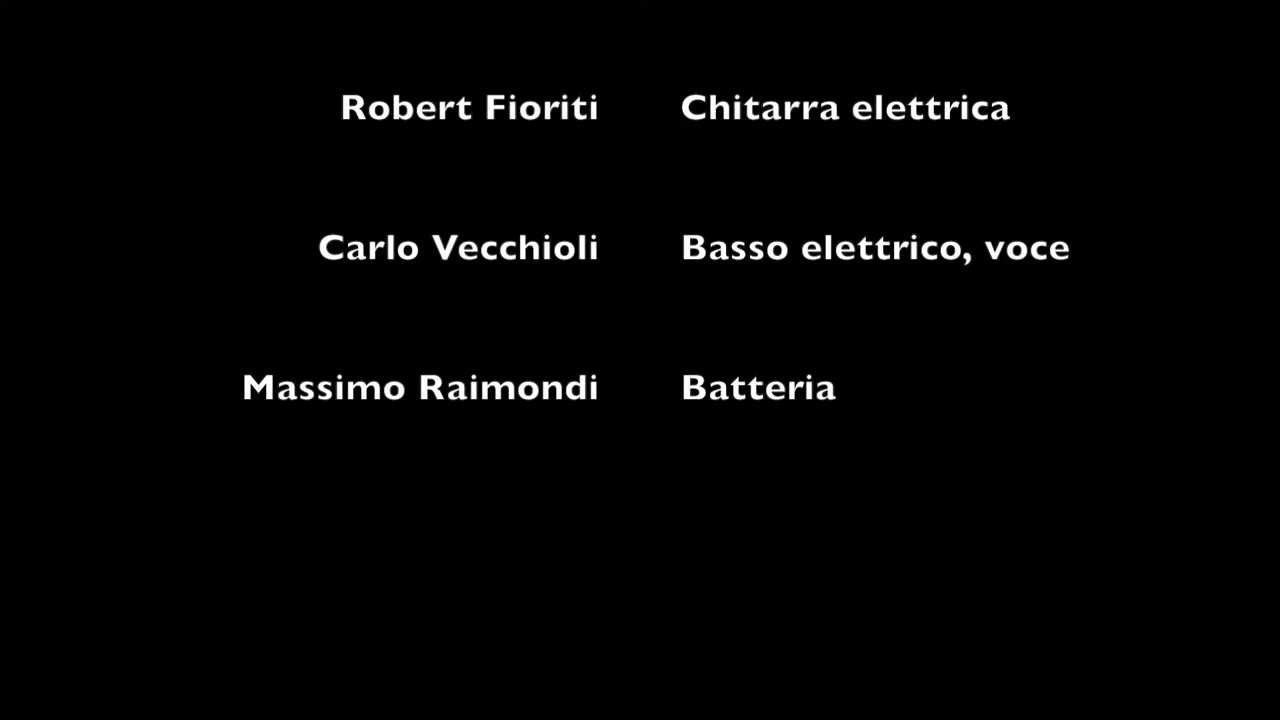 Robert Fioriti Chitarra elettrica
Carlo Vecchioli Basso elettrico, voce
Massimo Raimondi Batteria